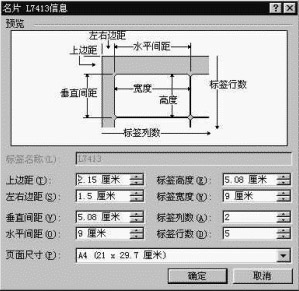 名片 L7413信息
预览
左右边距
上边距
水平间距
垂直间距
宽度
高度
标签行数
标签列数
标签名称(L): L7413
上边距(T): 2.15 厘米 标签高度(E): 5.08 厘米
左右边距(S): 1.5 厘米 标签宽度(W): 9 厘米
垂直间距(V): 5.08 厘米 标签列数(A): 2
水平间距(O): 9 厘米 标签行数(D): 5
页面尺寸(P): A4 (21 x 29.7 厘米)
确定 取消